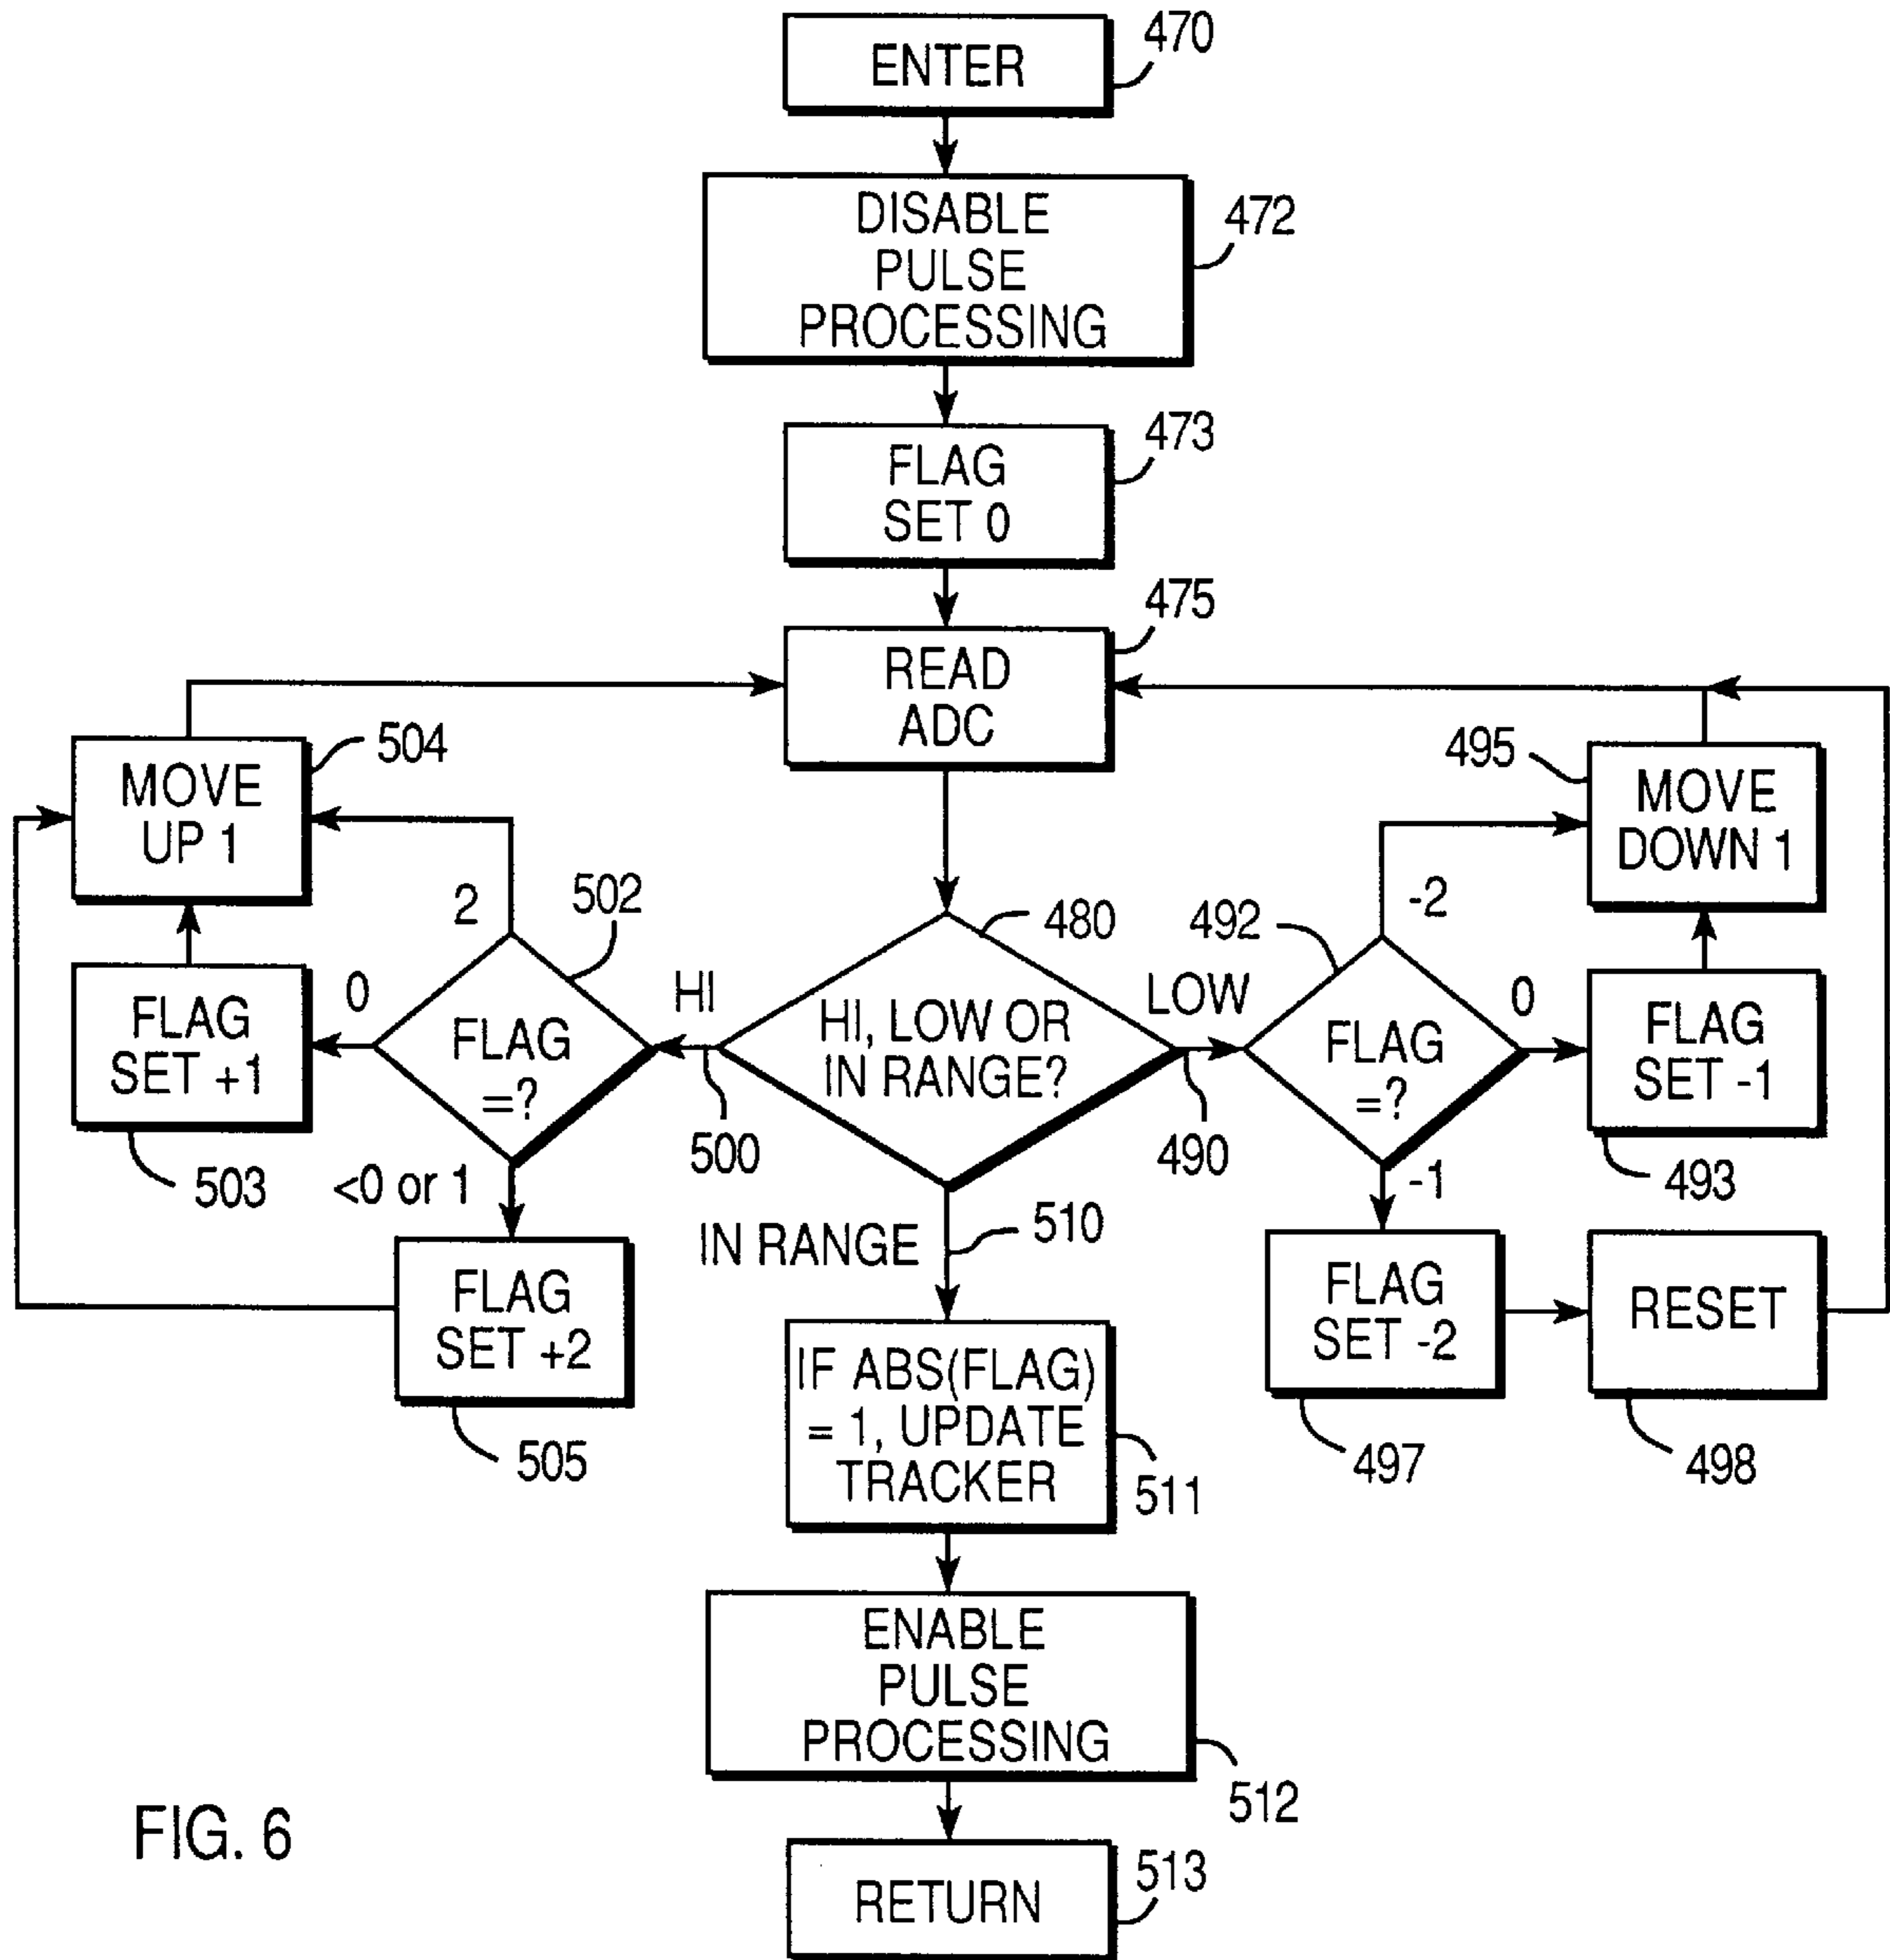 ENTER
470
DISABLE
PULSE
PROCESSING
472
FLAG
SET 0
473
READ
ADC
475
MOVE
UP 1
504
495
MOVE
DOWN 1
2
502
480
492
-2
FLAG
SET +1
0
FLAG
=?
HI
HI, LOW OR
IN RANGE?
LOW
FLAG
=?
0
FLAG
SET -1
503
<0 or 1
500
490
-1
493
IN RANGE
510
FLAG
SET +2
505
FLAG
SET -2
497
RESET
498
IF ABS(FLAG)
= 1, UPDATE
TRACKER
511
ENABLE
PULSE
PROCESSING
512
FIG. 6
RETURN
513